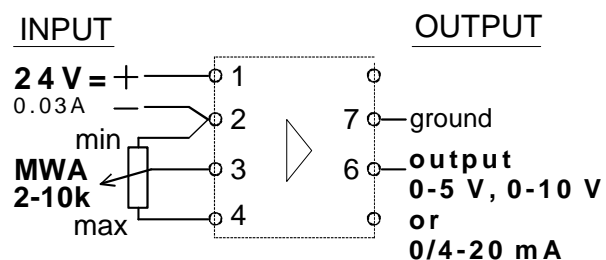 INPUT
OUTPUT
24V= +
0.03A −
1
2
3
4
min
MWA
2-10k
max
7 ground
6 output
0-5 V, 0-10 V
or
0/4-20 mA